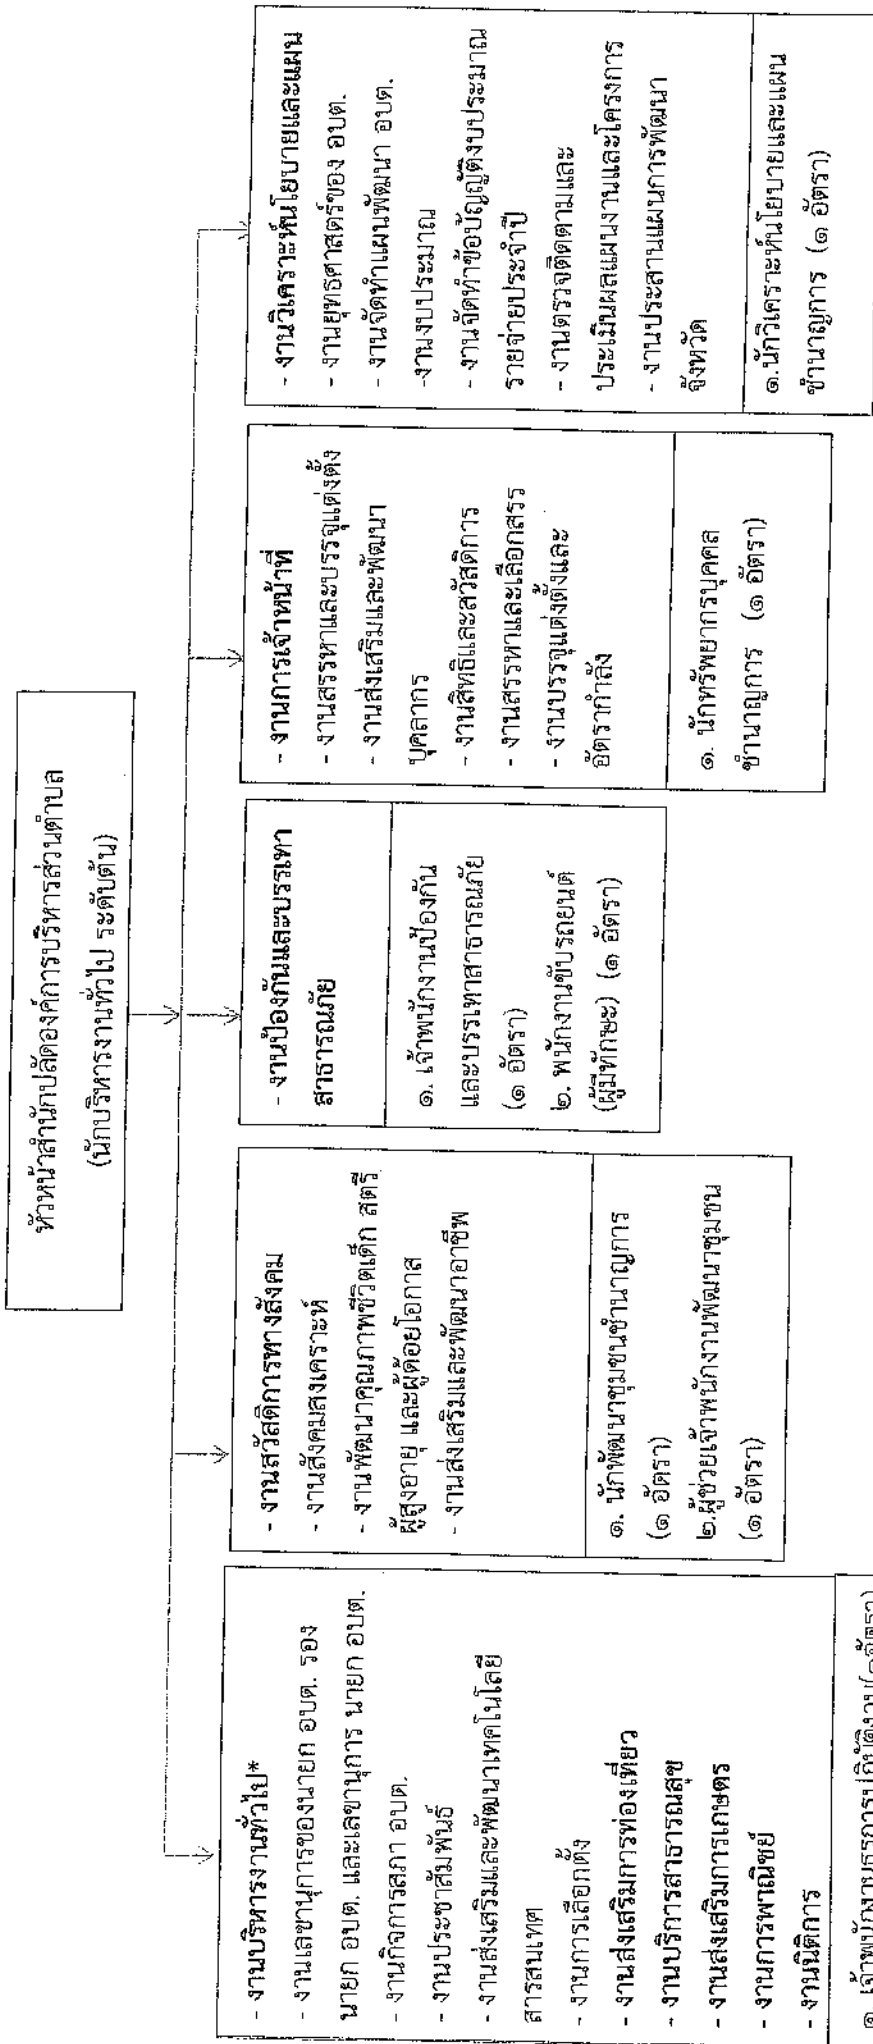 หัวหน้าสำนักปลัดองค์การบริหารส่วนตำบล
(นักบริหารงานทั่วไป ระดับต้น)
- งานบริหารงานทั่วไป*
- งานเลขานุการของนายก อบต. รอง
นายก อบต. และเลขานุการ นายก อบต.
- งานกิจการสภา อบต.
- งานประชาสัมพันธ์
- งานส่งเสริมและพัฒนาเทคโนโลยี
สารสนเทศ
- งานการเลือกตั้ง
- งานส่งเสริมการท่องเที่ยว
- งานบริการสาธารณสุข
- งานส่งเสริมการเกษตร
- งานการพาณิชย์
- งานนิติการ
๑. เจ้าพนักงานธุรการปฏิบัติงาน(๑อัตรา)
- งานสวัสดิการทางสังคม
- งานสังคมสงเคราะห์
- งานพัฒนาคุณภาพชีวิตเด็ก สตรี
ผู้สูงอายุ และผู้ด้อยโอกาส
- งานส่งเสริมและพัฒนาอาชีพ
๑. นักพัฒนาชุมชนชำนาญการ
(๑ อัตรา)
๒.ผู้ช่วยเจ้าพนักงานพัฒนาชุมชน
(๑ อัตรา)
- งานป้องกันและบรรเทา
สาธารณภัย
๑. เจ้าพนักงานป้องกัน
และบรรเทาสาธารณภัย
(๑ อัตรา)
๒. พนักงานขับรถยนต์
(ผู้มีทักษะ) (๑ อัตรา)
- งานการเจ้าหน้าที่
- งานสรรหาและบรรจุแต่งตั้ง
- งานส่งเสริมและพัฒนา
บุคลากร
- งานสิทธิและสวัสดิการ
- งานสรรหาและเลือกสรร
- งานบรรจุแต่งตั้งและ
อัตรากำลัง
๑. นักทรัพยากรบุคคล
ชำนาญการ (๑ อัตรา)
- งานวิเคราะห์นโยบายและแผน
- งานยุทธศาสตร์ของ อบต.
- งานจัดทำแผนพัฒนา อบต.
-งานงบประมาณ
- งานจัดทำข้อบัญญัติงบประมาณ
รายจ่ายประจำปี
- งานตรวจติดตามและ
ประเมินผลแผนงานและโครงการ
- งานประสานแผนการพัฒนา
จังหวัด
๑.นักวิเคราะห์นโยบายและแผน
ชำนาญการ (๑ อัตรา)